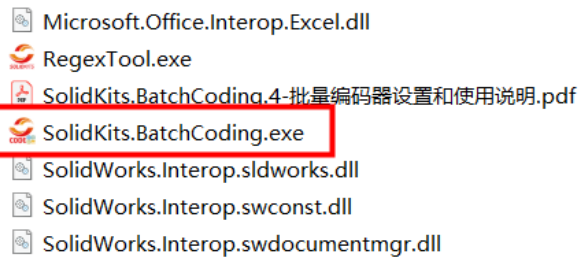 Microsoft.Office.Interop.Excel.dll
RegexTool.exe
SolidKits.BatchCoding.4-批量编码器设置和使用说明.pdf
SolidKits.BatchCoding.exe
SolidWorks.Interop.sldworks.dll
SolidWorks.Interop.swconst.dll
SolidWorks.Interop.swdocumentmgr.dll